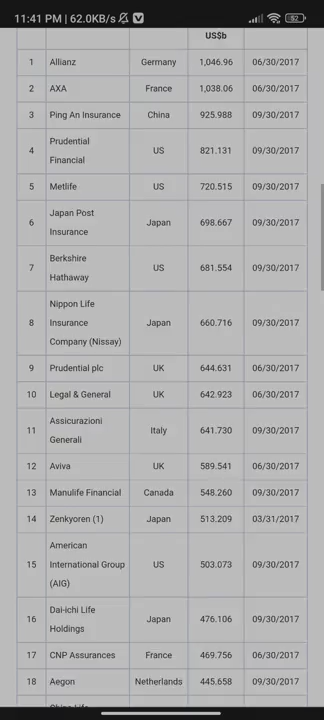 11:41 PM | 62.0KB/s
52
US$b
1 Allianz Germany 1,046.96 06/30/2017
2 AXA France 1,038.06 06/30/2017
3 Ping An Insurance China 925.988 09/30/2017
4 Prudential Financial US 821.131 09/30/2017
5 Metlife US 720.515 09/30/2017
6 Japan Post Insurance Japan 698.667 09/30/2017
7 Berkshire Hathaway US 681.554 09/30/2017
8 Nippon Life Insurance Company (Nissay) Japan 660.716 09/30/2017
9 Prudential plc UK 644.631 06/30/2017
10 Legal & General UK 642.923 06/30/2017
11 Assicurazioni Generali Italy 641.730 09/30/2017
12 Aviva UK 589.541 06/30/2017
13 Manulife Financial Canada 548.260 09/30/2017
14 Zenkyoren (1) Japan 513.209 03/31/2017
15 American International Group (AIG) US 503.073 09/30/2017
16 Dai-ichi Life Holdings Japan 476.106 09/30/2017
17 CNP Assurances France 469.756 06/30/2017
18 Aegon Netherlands 445.658 09/30/2017